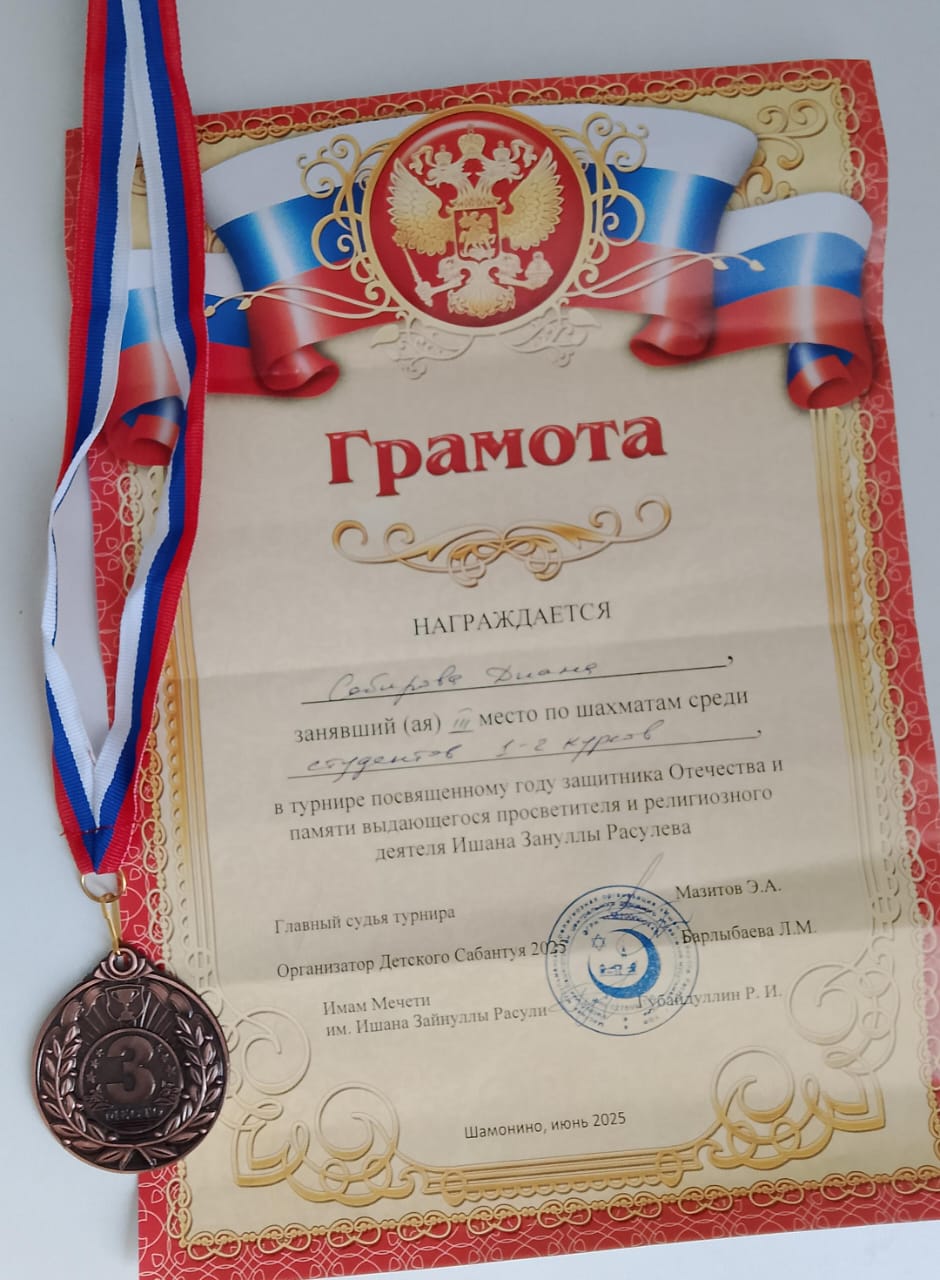 Грамота
НАГРАЖДАЕТСЯ
Сабирова Диана,
занявший (ая) III место по шахматам среди
студентов 1-2 курсов,
в турнире посвященному году защитника Отечества и
памяти выдающегося просветителя и религиозного
деятеля Ишана Зануллы Расулева
Главный судья турнира Мазитов Э.А.
Организатор Детского Сабантуя 2025 Барлыбаева Л.М.
Имам Мечети
им. Ишана Зайнуллы Расули Губайдуллин Р. И.
Шамонино, июнь 2025
3
МЕСТО